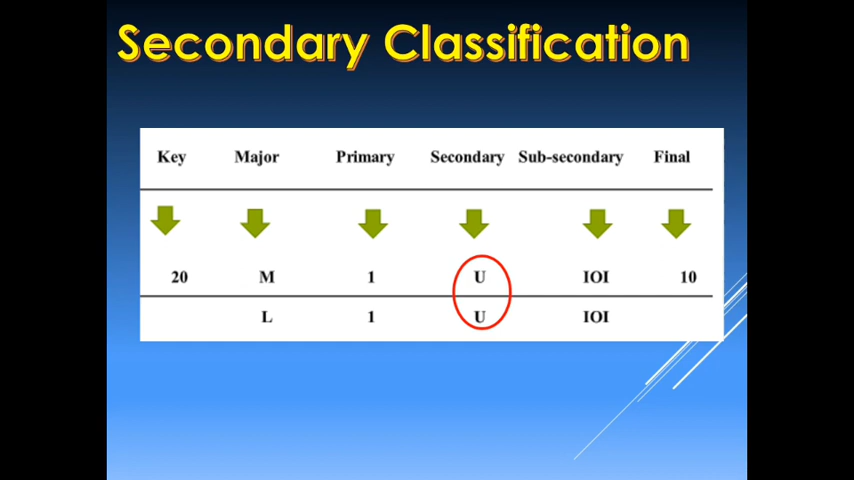 Secondary Classification
Key Major Primary Secondary Sub-secondary Final
20 M 1 U IOI 10
L 1 U IOI